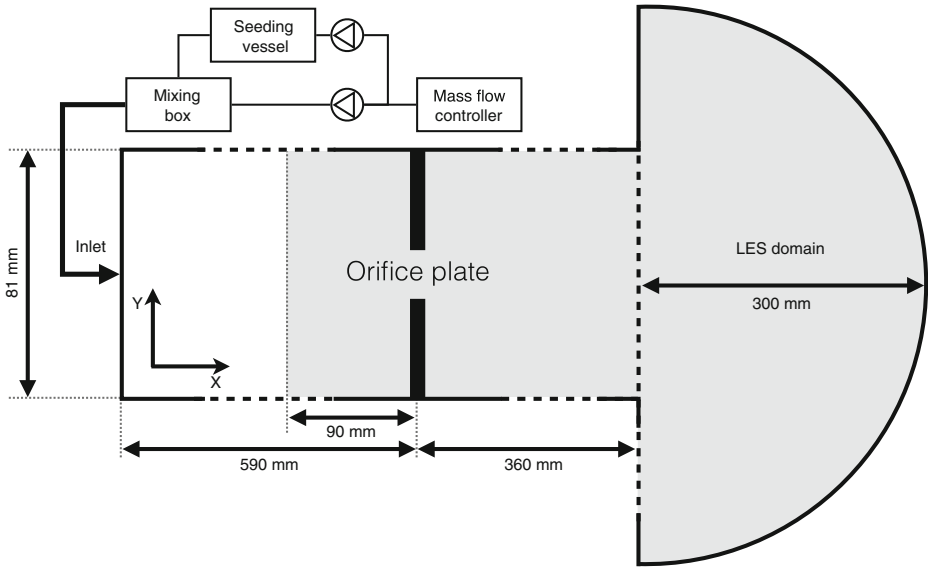 Seeding
vessel
Mixing
box
Mass flow
controller
Inlet
81 mm
Orifice plate
LES domain
300 mm
Y
X
90 mm
590 mm
360 mm